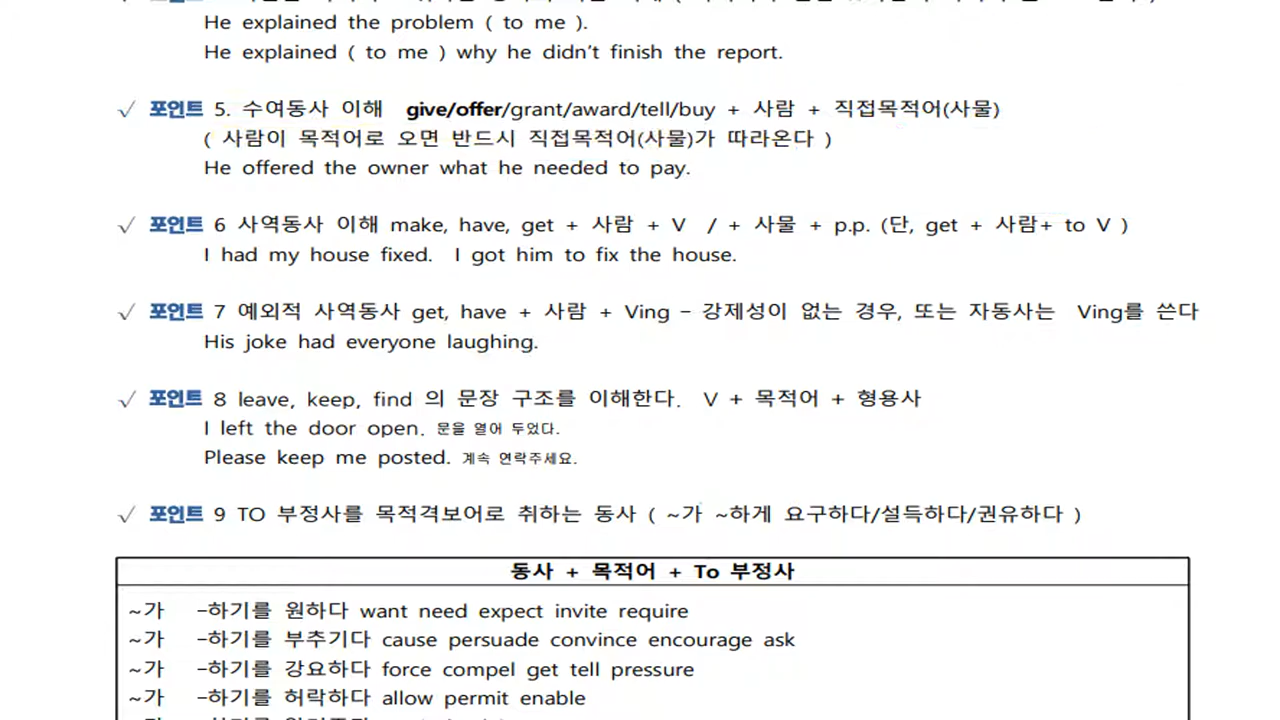 He explained the problem ( to me ).
He explained ( to me ) why he didn't finish the report.
√ 포인트 5. 수여동사 이해 give/offer/grant/award/tell/buy + 사람 + 직접목적어(사물)
( 사람이 목적어로 오면 반드시 직접목적어(사물)가 따라온다 )
He offered the owner what he needed to pay.
√ 포인트 6 사역동사 이해 make, have, get + 사람 + V / + 사물 + p.p. (단, get + 사람+ to V )
I had my house fixed. I got him to fix the house.
√ 포인트 7 예외적 사역동사 get, have + 사람 + Ving - 강제성이 없는 경우, 또는 자동사는 Ving를 쓴다
His joke had everyone laughing.
√ 포인트 8 leave, keep, find 의 문장 구조를 이해한다. V + 목적어 + 형용사
I left the door open. 문을 열어 두었다.
Please keep me posted. 계속 연락주세요.
√ 포인트 9 TO 부정사를 목적격보어로 취하는 동사 ( ~가 ~하게 요구하다/설득하다/권유하다 )
동사 + 목적어 + To 부정사
~가 -하기를 원하다 want need expect invite require
~가 -하기를 부추기다 cause persuade convince encourage ask
~가 -하기를 강요하다 force compel get tell pressure
~가 -하기를 허락하다 allow permit enable